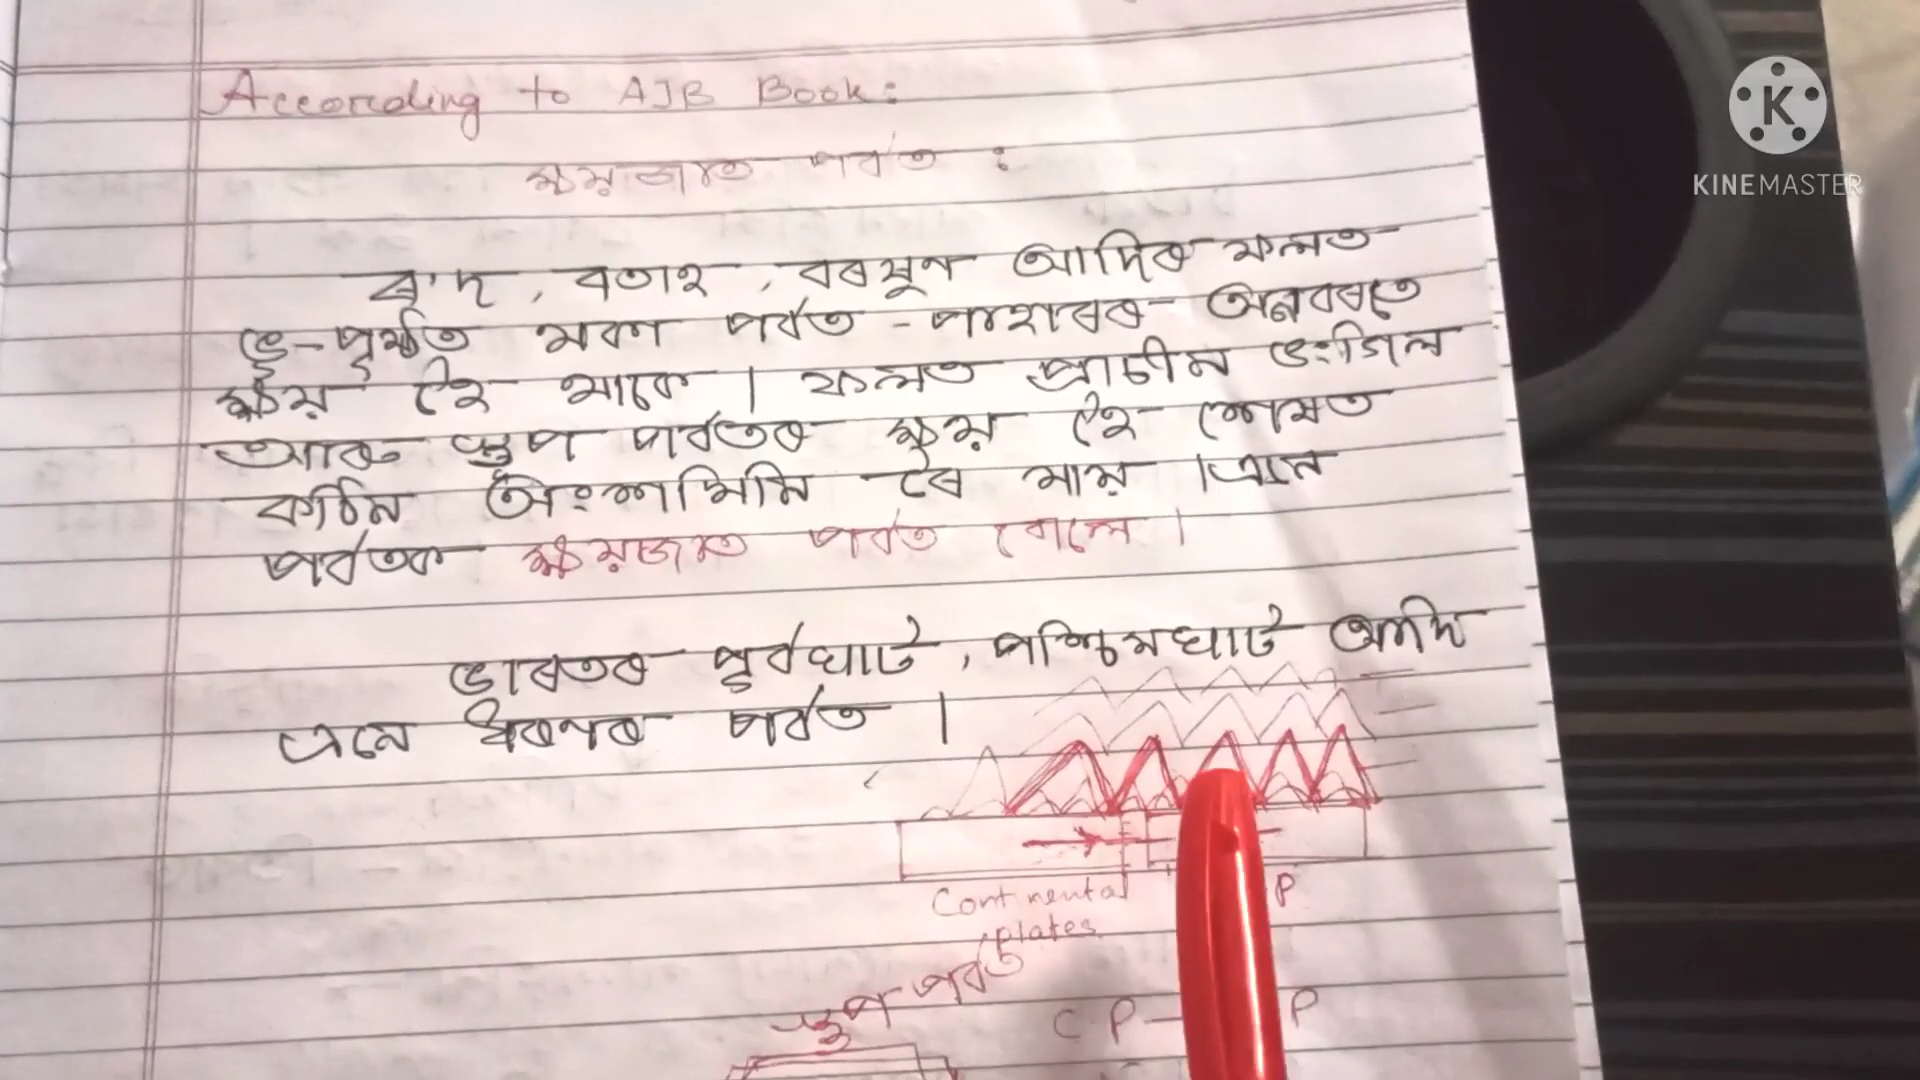 According to AJB Book:
ক্ষয়জাত পৰ্বত :
ৰ'দ, বতাহ, বৰষুণ আদিৰ ফলত
ভূ-পৃষ্ঠত থকা পৰ্বত - পাহাৰৰ অনবৰতে
ক্ষয় হৈ থাকে । ফলত প্ৰাচীন ভংগিল
আৰু স্তুপ পৰ্বতৰ ক্ষয় হৈ শেষত
কঠিন অংশখিনি ৰৈ যায় । এনে
পৰ্বতক ক্ষয়জাত পৰ্বত বোলে ।
ভাৰতৰ পূৰ্বঘাট, পশ্চিমঘাট আদি
এনে ধৰণৰ পৰ্বত ।
Continental P
plates
স্তুপ পৰ্বত
C P — P
KINEMASTER